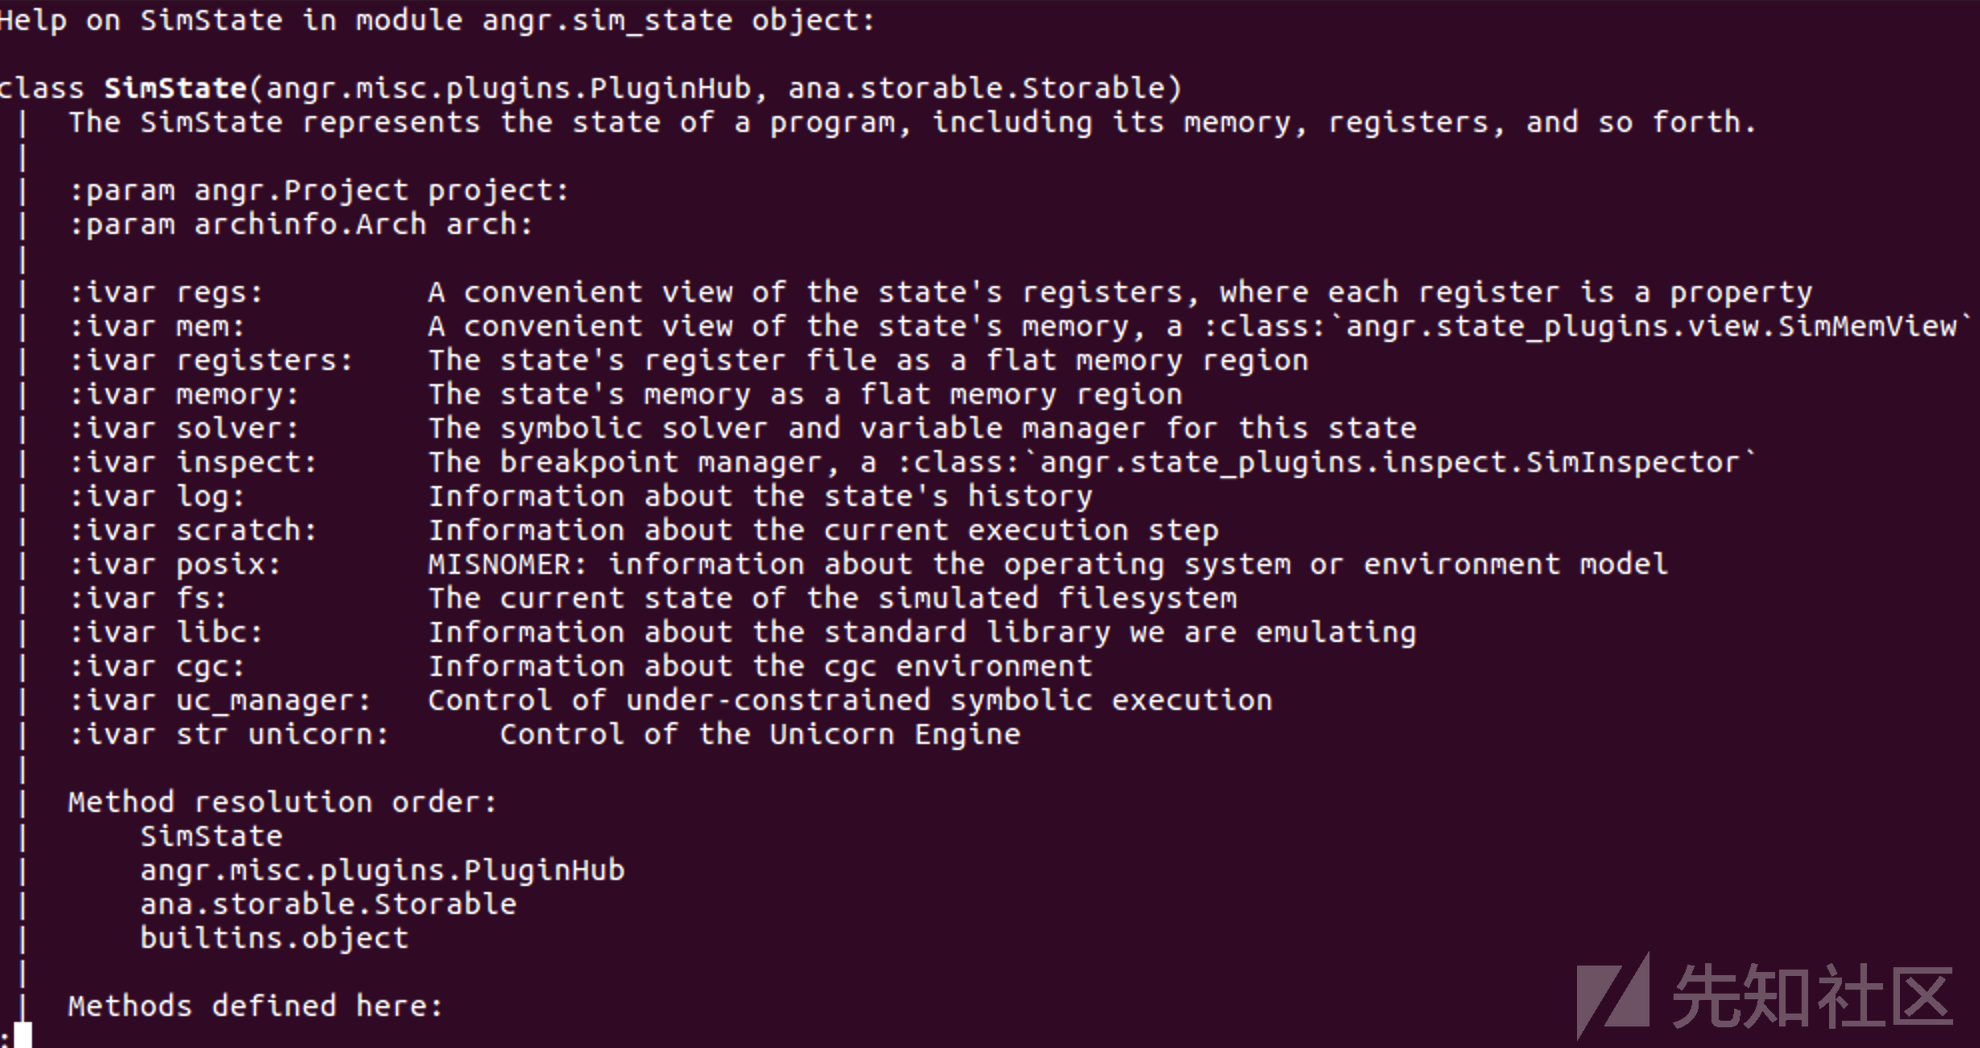 Help on SimState in module angr.sim_state object:

class SimState(angr.misc.plugins.PluginHub, ana.storable.Storable)
 |  The SimState represents the state of a program, including its memory, registers, and so forth.
 |
 |  :param angr.Project project:
 |  :param archinfo.Arch arch:
 |
 |  :ivar regs:         A convenient view of the state's registers, where each register is a property
 |  :ivar mem:          A convenient view of the state's memory, a :class:`angr.state_plugins.view.SimMemView`
 |  :ivar registers:    The state's register file as a flat memory region
 |  :ivar memory:       The state's memory as a flat memory region
 |  :ivar solver:       The symbolic solver and variable manager for this state
 |  :ivar inspect:      The breakpoint manager, a :class:`angr.state_plugins.inspect.SimInspector`
 |  :ivar log:          Information about the state's history
 |  :ivar scratch:      Information about the current execution step
 |  :ivar posix:        MISNOMER: information about the operating system or environment model
 |  :ivar fs:           The current state of the simulated filesystem
 |  :ivar libc:         Information about the standard library we are emulating
 |  :ivar cgc:          Information about the cgc environment
 |  :ivar uc_manager:   Control of under-constrained symbolic execution
 |  :ivar str unicorn:      Control of the Unicorn Engine
 |
 |  Method resolution order:
 |      SimState
 |      angr.misc.plugins.PluginHub
 |      ana.storable.Storable
 |      builtins.object
 |
 |  Methods defined here:
:
先知社区